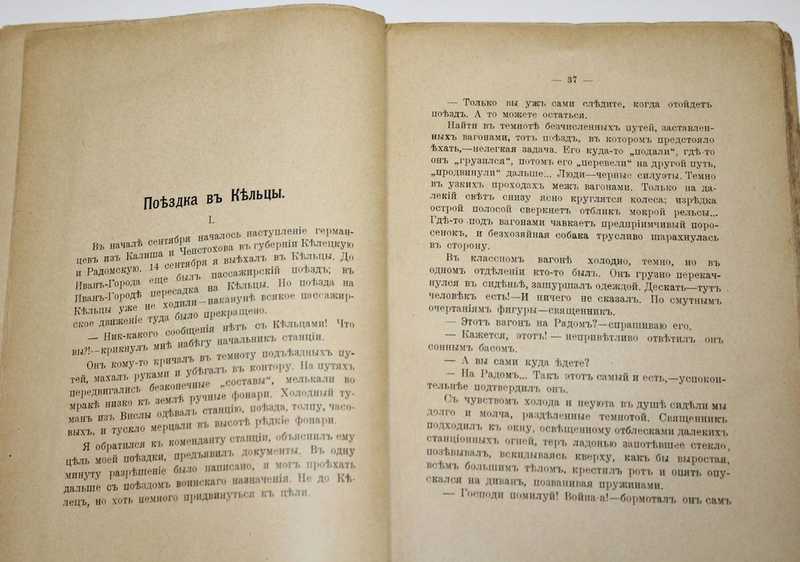 Поѣздка въ Кѣльцы.
I.
Въ началѣ сентября началось наступленіе герман-
цевъ изъ Калиша и Ченстохова въ губерніи Кѣлецкую
и Радомскую. 14 сентября я выѣхалъ въ Кѣльцы. До
Иванъ-Города еще былъ пассажирскій поѣздъ; въ
Иванъ-Городѣ пересадка на Кѣльцы. Но поѣзда на
Кѣльцы уже не ходили—наканунѣ всякое пассажир-
ское движеніе туда было прекращено.
— Ник-какого сообщенія нѣтъ съ Кѣльцами! Что
вы?!—крикнулъ мнѣ набѣгу начальникъ станціи.
Онъ кому-то кричалъ въ темноту подъѣздныхъ пу-
тей, махалъ руками и убѣгалъ въ контору. На путяхъ
передвигались безконечные „составы“, мелькали во
мракѣ низко къ землѣ ручные фонари. Холодный ту-
манъ изъ Вислы одѣвалъ станцію, поѣзда, толпу, часо-
выхъ, и тускло мерцали въ высотѣ рѣдкіе фонари.
Я обратился къ коменданту станціи, объяснилъ ему
цѣль моей поѣздки, предъявилъ документы. Въ одну
минуту разрѣшеніе было написано, и могъ проѣхать
дальше съ поѣздомъ воинскаго назначенія. Не до Кѣ-
лецъ, но хоть немного придвинуться къ цѣли.
— 37 —
— Только вы ужъ сами слѣдите, когда отойдетъ
поѣздъ. А то можете остаться.
Найти въ темнотѣ безчисленныхъ путей, заставлен-
ныхъ вагонами, тотъ поѣздъ, въ которомъ предстояло
ѣхать,—нелегкая задача. Его куда-то „подали“, гдѣ-то
онъ „грузился“, потомъ его „перевели“ на другой путь,
„продвинули“ дальше... Люди—черные силуэты. Темно
въ узкихъ проходахъ межъ вагонами. Только на да-
лекій свѣтъ снизу ясно круглятся колеса; изрѣдка
острой полосой сверкнетъ отбликъ мокрой рельсы...
Гдѣ-то подъ вагонами чавкаетъ предпріимчивый поро-
сенокъ, и безхозяйная собака трусливо шарахнулась
въ сторону.
Въ классномъ вагонѣ холодно, темно, но въ
одномъ отдѣленіи кто-то былъ. Онъ грузно перекач-
нулся въ сидѣньѣ, зашуршалъ одеждой. Дескать—тутъ
человѣкъ есть!—И ничего не сказалъ. По смутнымъ
очертаніямъ фигуры—священникъ.
— Этотъ вагонъ на Радомъ?—спрашиваю его.
— Кажется, этотъ! — непривѣтливо отвѣтилъ онъ
соннымъ басомъ.
— А вы сами куда ѣдете?
— На Радомъ... Такъ этотъ самый и есть,—успокои-
тельнѣе подтвердилъ онъ.
Съ чувствомъ холода и неуюта въ душѣ сидѣли мы
долго и молча, раздѣленные темнотой. Священникъ
подходилъ къ окну, освѣщенному отблесками далекихъ
станціонныхъ огней, теръ ладонью запотѣвшее стекло,
позѣвывалъ, вскидываясь кверху, какъ бы выростая,
всѣмъ большимъ тѣломъ, крестилъ ротъ и опять опу-
скался на диванъ, позванивая пружинами.
— Господи помилуй! Война-а!—бормоталъ онъ самъ